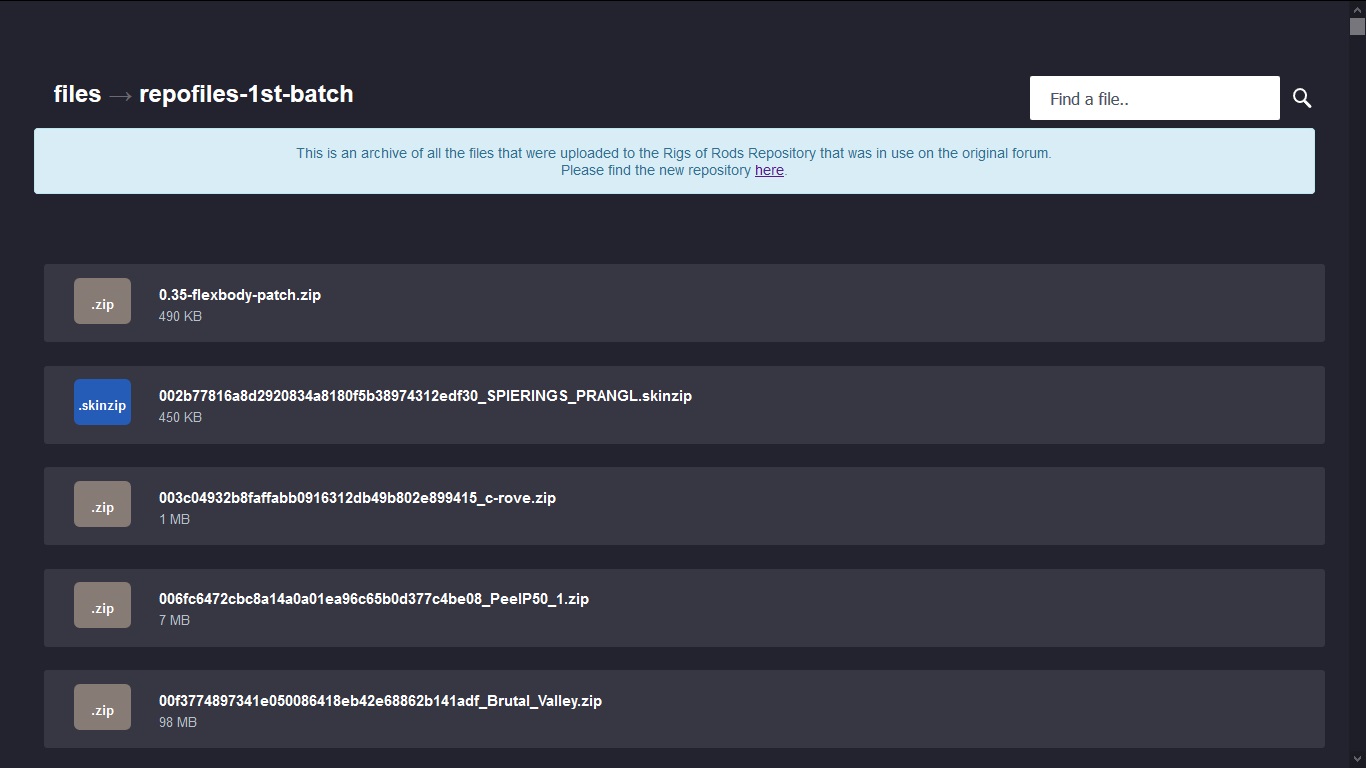 files → repofiles-1st-batch
Find a file..
This is an archive of all the files that were uploaded to the Rigs of Rods Repository that was in use on the original forum.
Please find the new repository here.
.zip
0.35-flexbody-patch.zip
490 KB
.skinzip
002b77816a8d2920834a8180f5b38974312edf30_SPIERINGS_PRANGL.skinzip
450 KB
.zip
003c04932b8faffabb0916312db49b802e899415_c-rove.zip
1 MB
.zip
006fc6472cbc8a14a0a01ea96c65b0d377c4be08_PeelP50_1.zip
7 MB
.zip
00f3774897341e050086418eb42e68862b141adf_Brutal_Valley.zip
98 MB